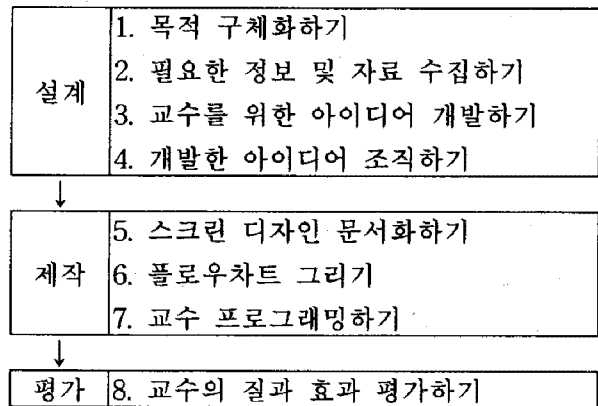 설계
1. 목적 구체화하기
2. 필요한 정보 및 자료 수집하기
3. 교수를 위한 아이디어 개발하기
4. 개발한 아이디어 조직하기
↓
제작
5. 스크린 디자인 문서화하기
6. 플로우차트 그리기
7. 교수 프로그래밍하기
↓
평가
8. 교수의 질과 효과 평가하기